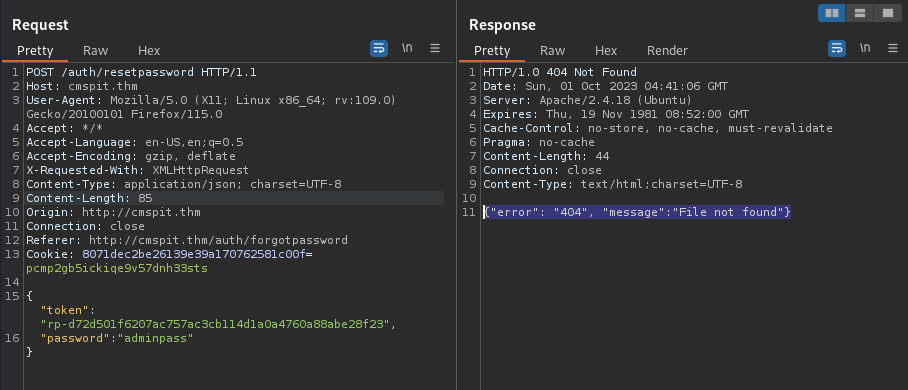 Request
Pretty Raw Hex \n
1 POST /auth/resetpassword HTTP/1.1
2 Host: cmspit.thm
3 User-Agent: Mozilla/5.0 (X11; Linux x86_64; rv:109.0)
Gecko/20100101 Firefox/115.0
4 Accept: */*
5 Accept-Language: en-US,en;q=0.5
6 Accept-Encoding: gzip, deflate
7 X-Requested-With: XMLHttpRequest
8 Content-Type: application/json; charset=UTF-8
9 Content-Length: 85
10 Origin: http://cmspit.thm
11 Connection: close
12 Referer: http://cmspit.thm/auth/forgotpassword
13 Cookie: 8071dec2be26139e39a170762581c00f=
pcmp2gb5ickiqe9v57dnh33sts
14
15 {
"token":
"rp-d72d501f6207ac757ac3cb114d1a0a4760a88abe28f23",
16 "password":"adminpass"
}
Response
Pretty Raw Hex Render \n
1 HTTP/1.0 404 Not Found
2 Date: Sun, 01 Oct 2023 04:41:06 GMT
3 Server: Apache/2.4.18 (Ubuntu)
4 Expires: Thu, 19 Nov 1981 08:52:00 GMT
5 Cache-Control: no-store, no-cache, must-revalidate
6 Pragma: no-cache
7 Content-Length: 44
8 Connection: close
9 Content-Type: text/html;charset=UTF-8
10
11 {"error": "404", "message":"File not found"}